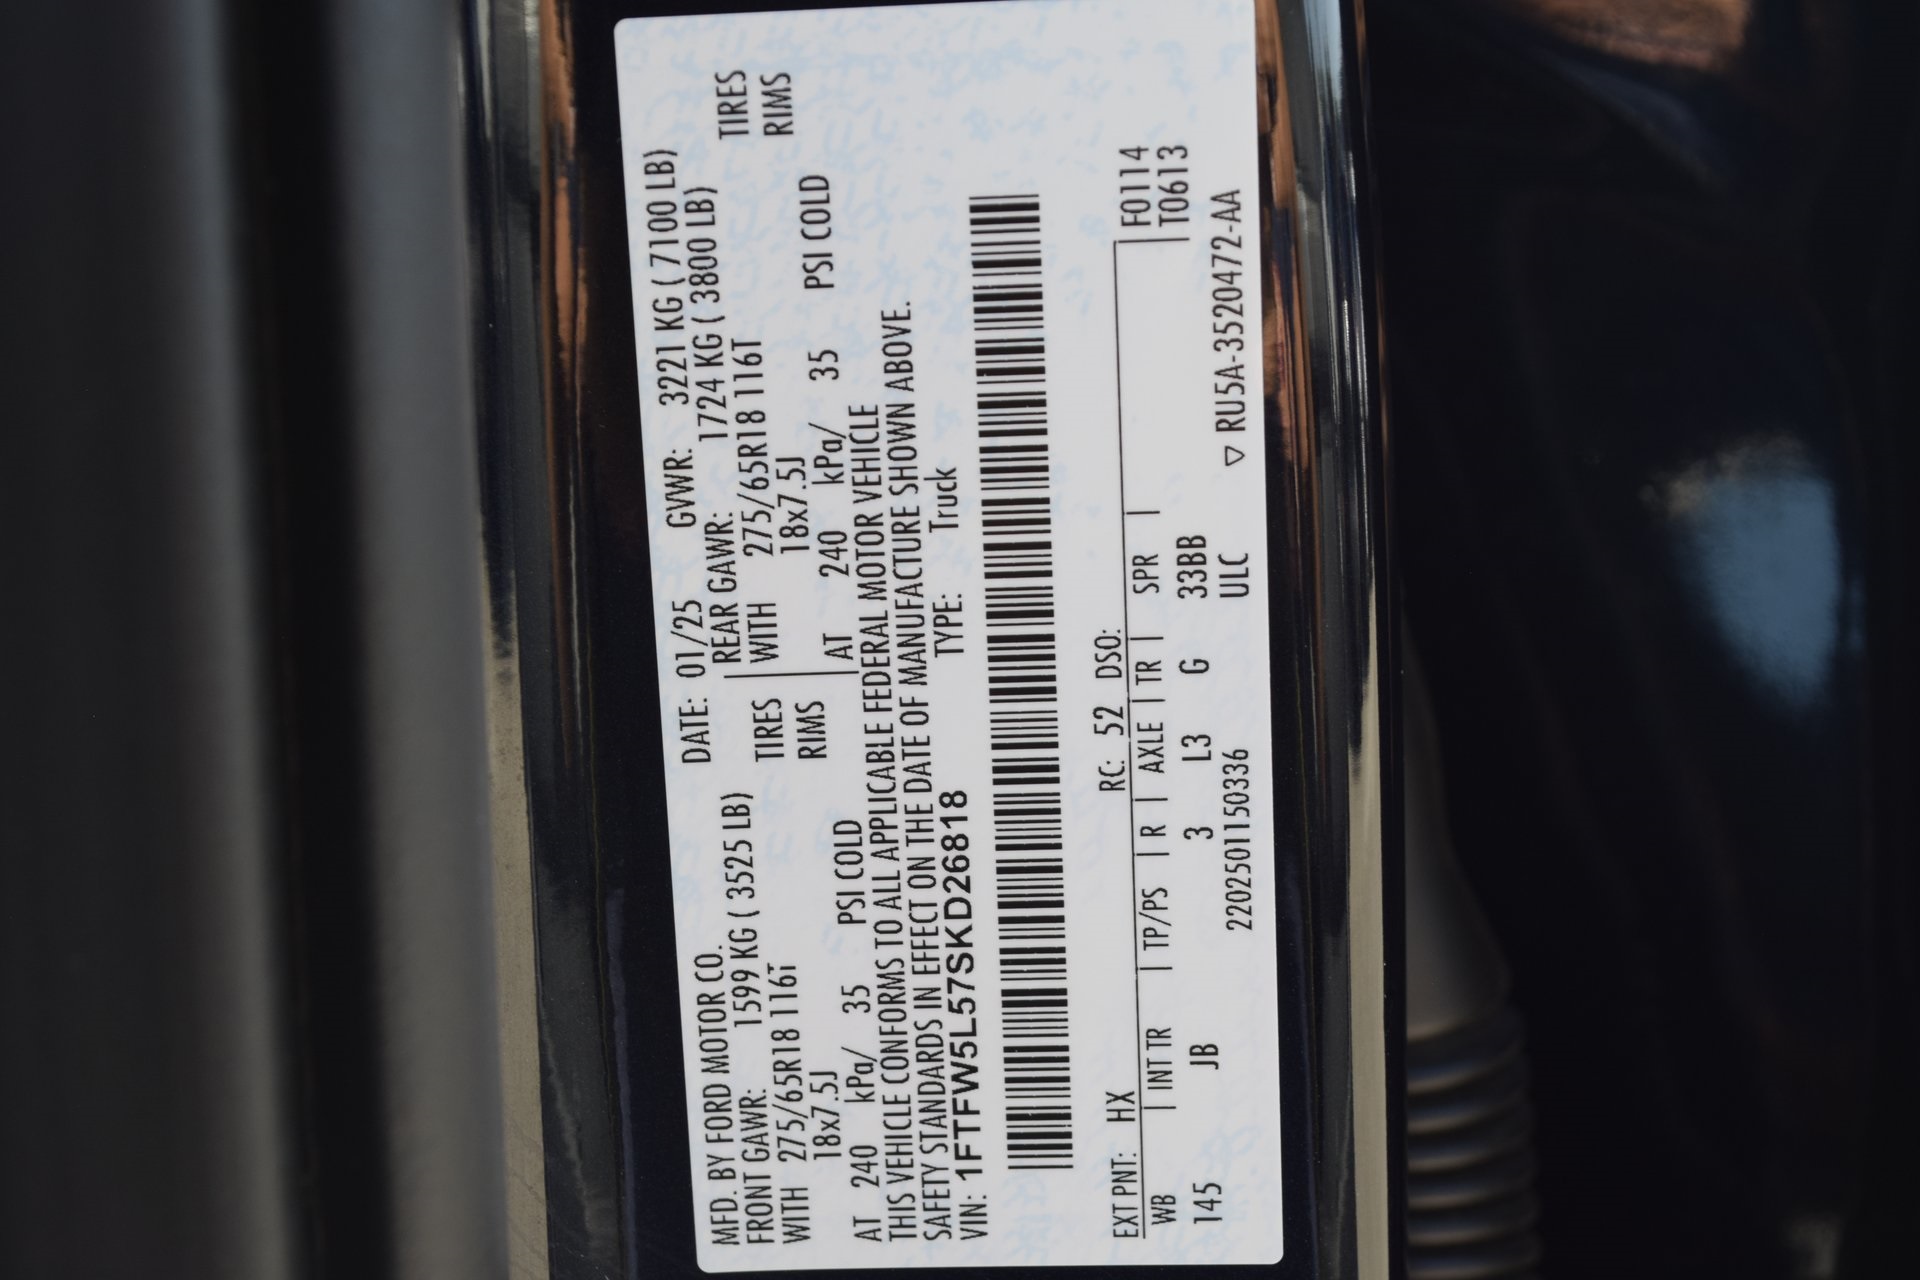 MFD. BY FORD MOTOR CO. DATE: 01/25 GVWR: 3221 KG ( 7100 LB)
FRONT GAWR: 1599 KG ( 3525 LB) REAR GAWR: 1724 KG ( 3800 LB)
WITH 275/65R18 116T TIRES WITH 275/65R18 116T TIRES
18x7.5J RIMS 18x7.5J RIMS
AT 240 kPa/ 35 PSI COLD AT 240 kPa/ 35 PSI COLD
THIS VEHICLE CONFORMS TO ALL APPLICABLE FEDERAL MOTOR VEHICLE
SAFETY STANDARDS IN EFFECT ON THE DATE OF MANUFACTURE SHOWN ABOVE.
VIN: 1FTFW5L57SKD26818 TYPE: Truck
EXT PNT: HX RC: 52 DSO: F0114
WB INT TR TP/PS R AXLE TR SPR T0613
145 JB 3 L3 G 33BB
2202501150336 ULC ▽ RU5A-3520472-AA